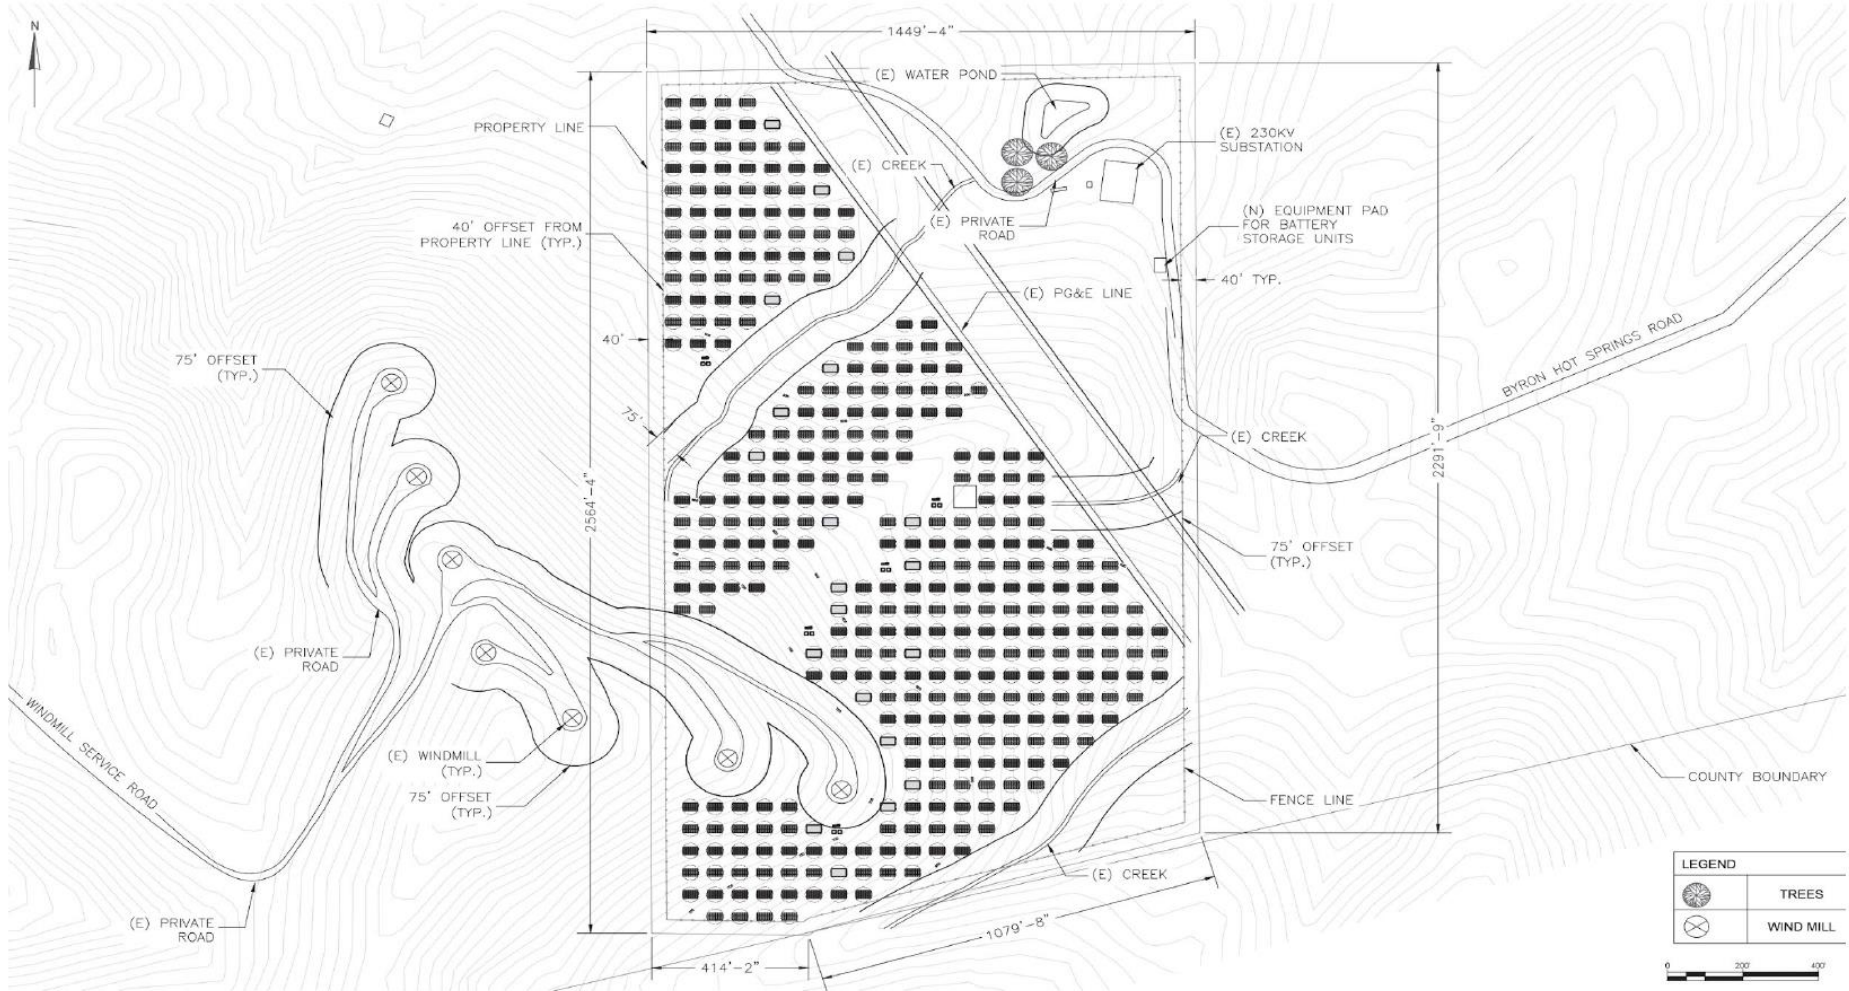 N
1449'-4"
(E) WATER POND
PROPERTY LINE
(E) 230KV
SUBSTATION
(E) CREEK
40' OFFSET FROM
PROPERTY LINE (TYP.)
(E) PRIVATE
ROAD
(N) EQUIPMENT PAD
FOR BATTERY
STORAGE UNITS
40' TYP.
(E) PG&E LINE
40'
75' OFFSET
(TYP.)
BYRON HOT SPRINGS ROAD
75'
(E) CREEK
2291'-9"
2564'-4"
75' OFFSET
(TYP.)
(E) PRIVATE
ROAD
WINDMILL SERVICE ROAD
(E) WINDMILL
(TYP.)
75' OFFSET
(TYP.)
COUNTY BOUNDARY
FENCE LINE
(E) CREEK
(E) PRIVATE
ROAD
1079'-8"
414'-2"
LEGEND
TREES
WIND MILL
0 200' 400'